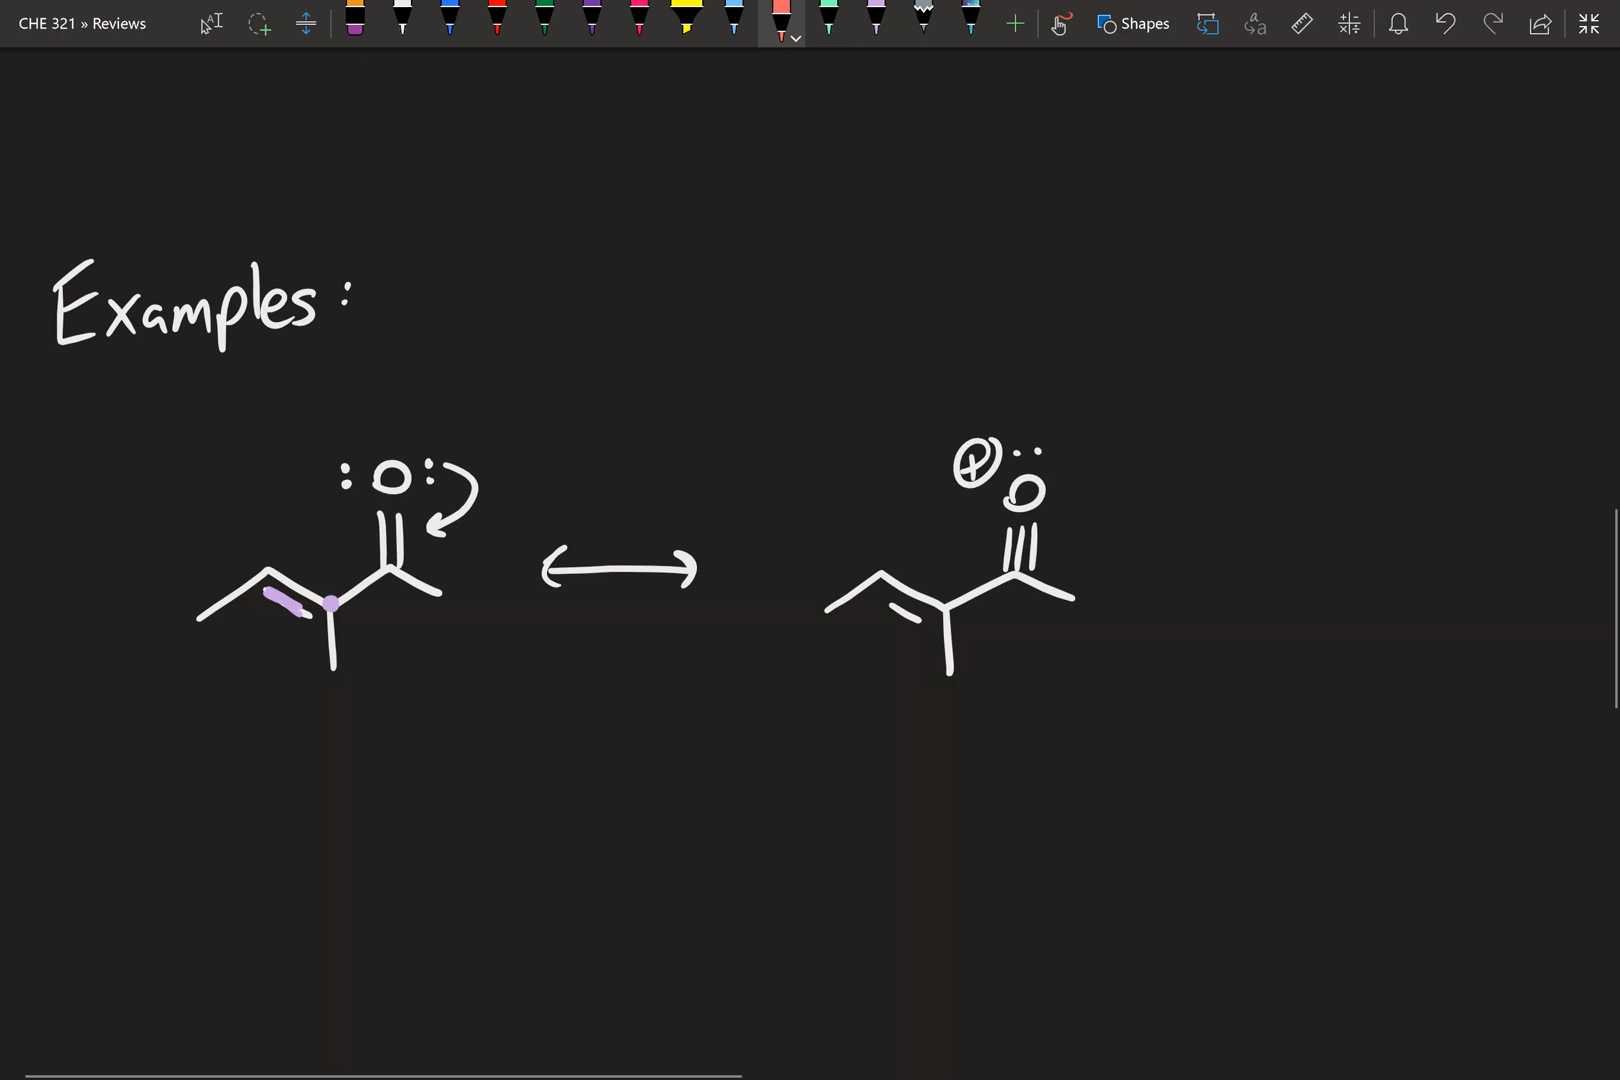 CHE 321 » Reviews
Shapes
Examples:
:O:
⊕ ··
O